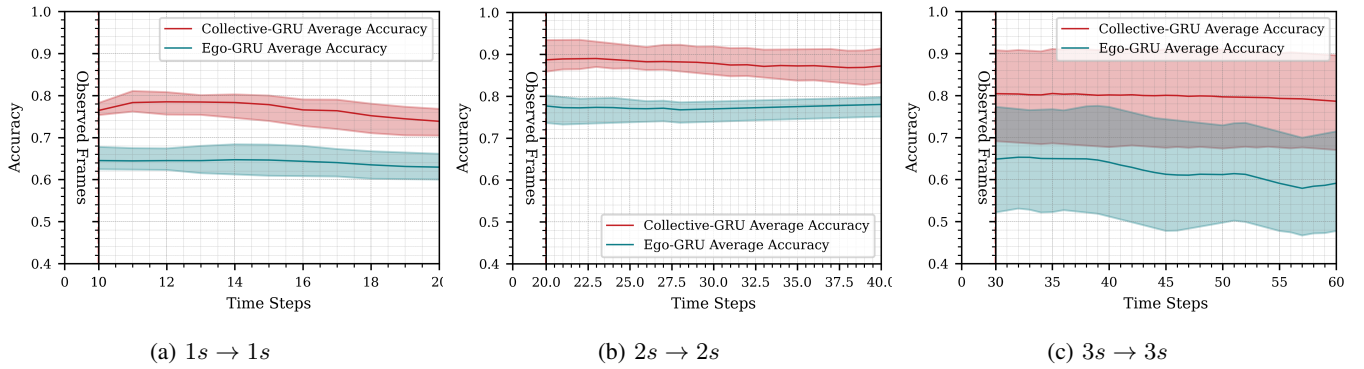 1.0
0.9
0.8
0.7
0.6
0.5
0.4
Accuracy
Observed Frames
Collective-GRU Average Accuracy
Ego-GRU Average Accuracy
0 10 12 14 16 18 20
Time Steps
(a) 1s → 1s
1.0
0.9
0.8
0.7
0.6
0.5
0.4
Accuracy
Observed Frames
Collective-GRU Average Accuracy
Ego-GRU Average Accuracy
0 20.0 22.5 25.0 27.5 30.0 32.5 35.0 37.5 40.0
Time Steps
(b) 2s → 2s
1.0
0.9
0.8
0.7
0.6
0.5
0.4
Accuracy
Observed Frames
Collective-GRU Average Accuracy
Ego-GRU Average Accuracy
0 30 35 40 45 50 55 60
Time Steps
(c) 3s → 3s